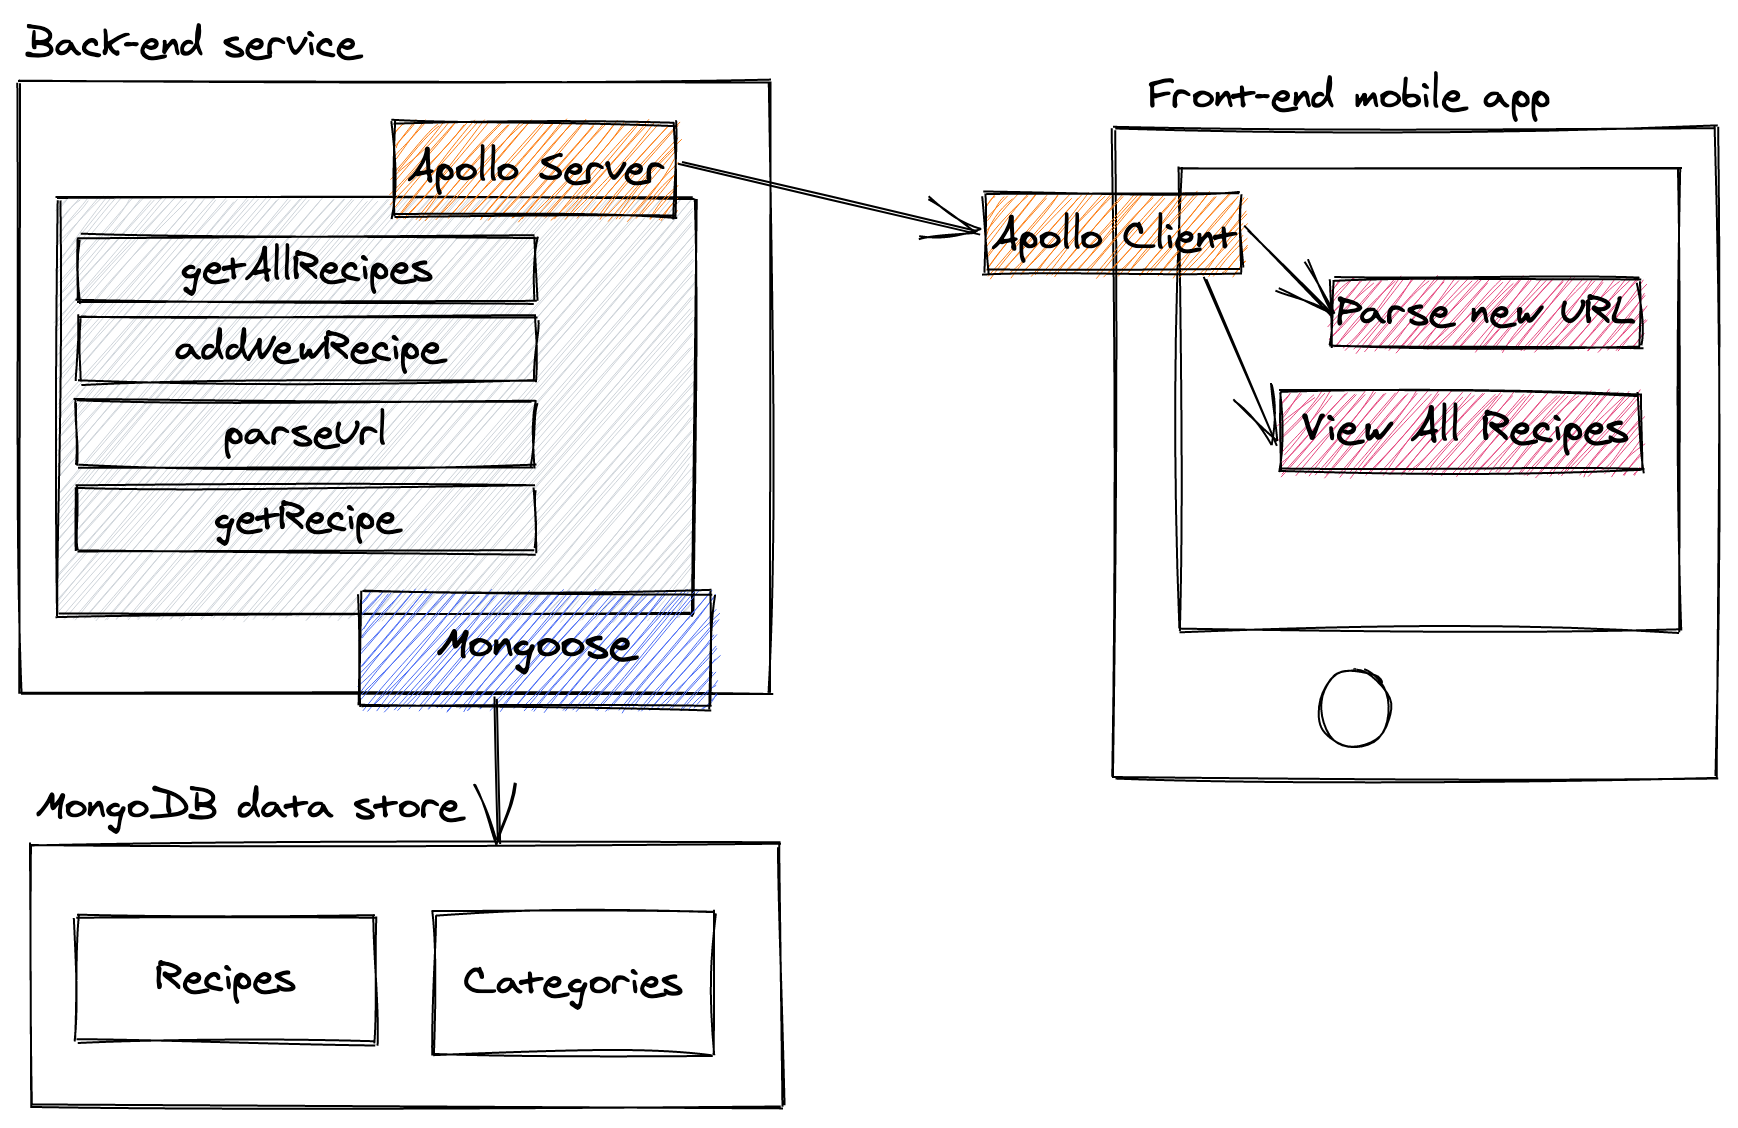 Back-end service
Apollo Server
getAllRecipes
addNewRecipe
parseUrl
getRecipe
Mongoose
MongoDB data store
Recipes
Categories
Front-end mobile app
Apollo Client
Parse new URL
View All Recipes